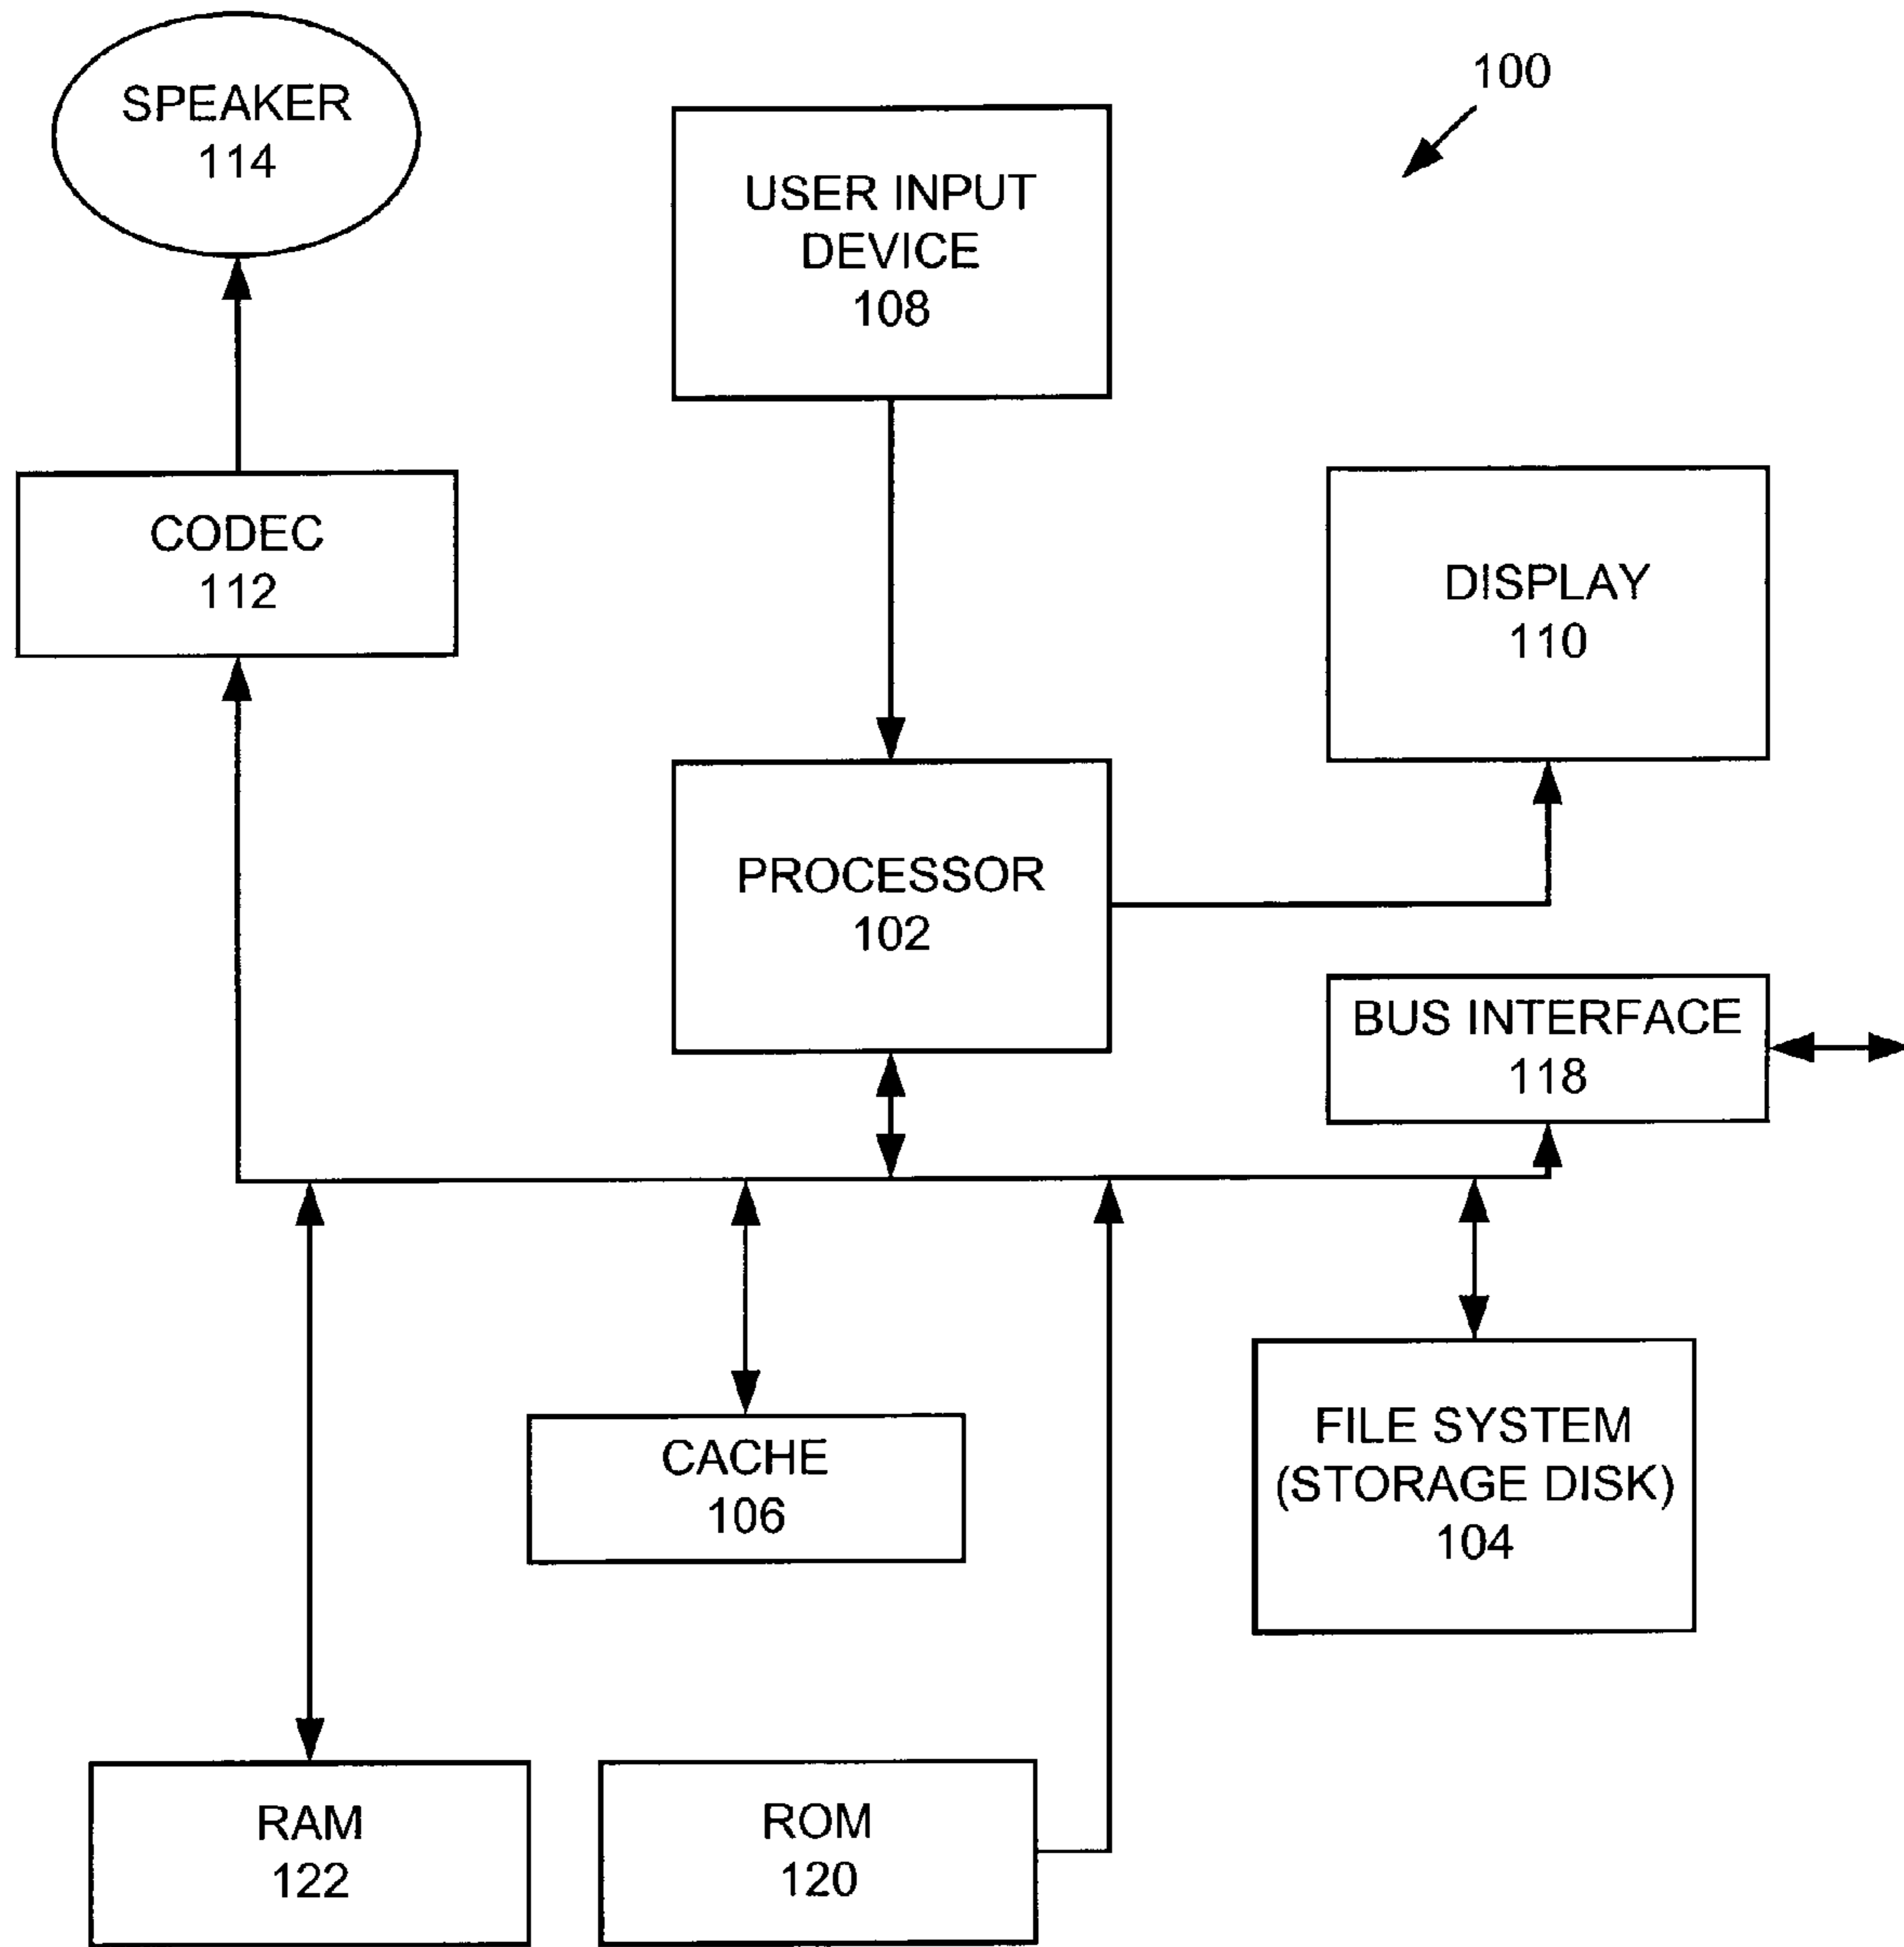 SPEAKER
114
100
USER INPUT
DEVICE
108
CODEC
112
DISPLAY
110
PROCESSOR
102
BUS INTERFACE
118
CACHE
106
FILE SYSTEM
(STORAGE DISK)
104
RAM
122
ROM
120